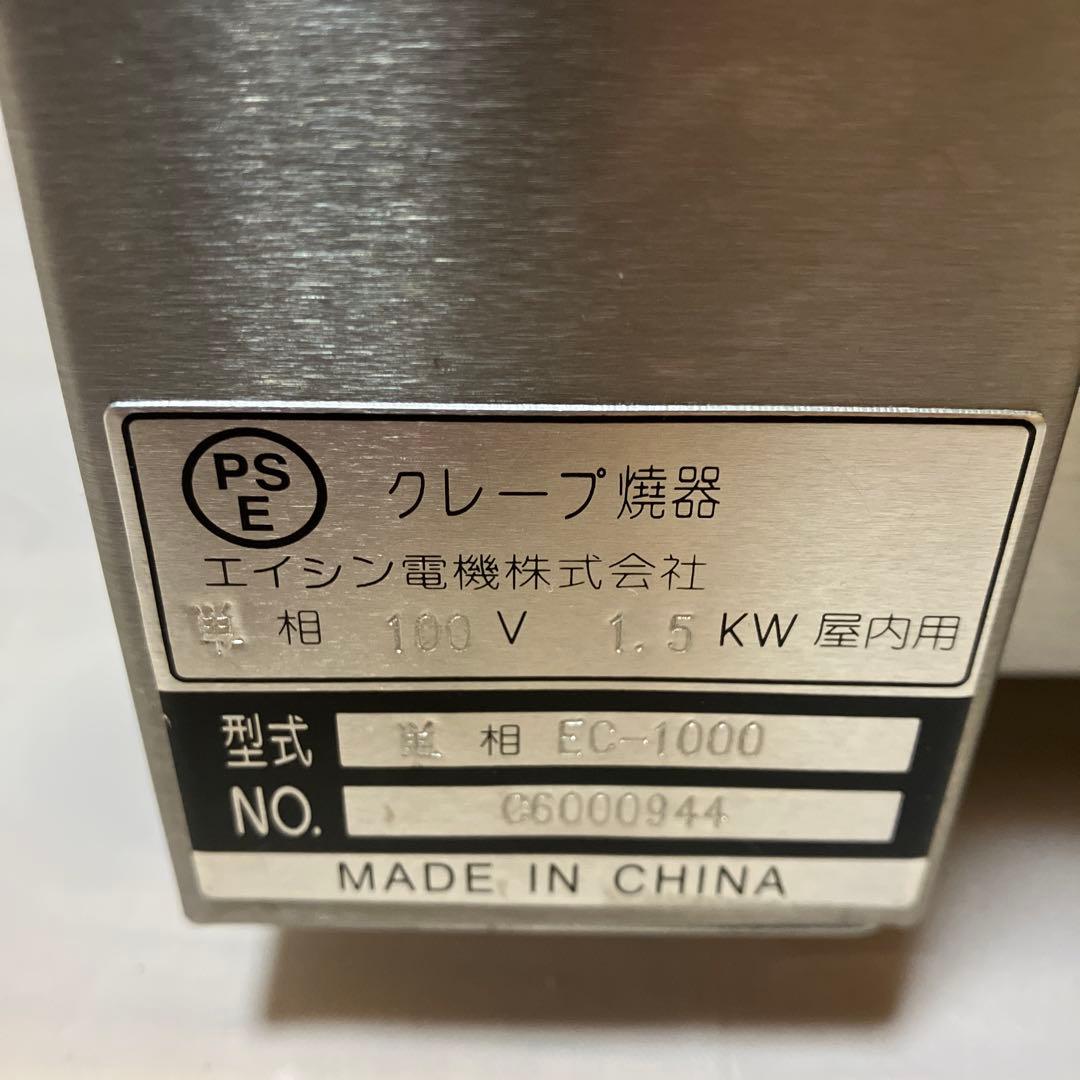 PS
E
クレープ焼器
エイシン電機株式会社
単 相 100 V 1.5 KW 屋内用
型式 単 相 EC-1000
NO. C6000944
MADE IN CHINA